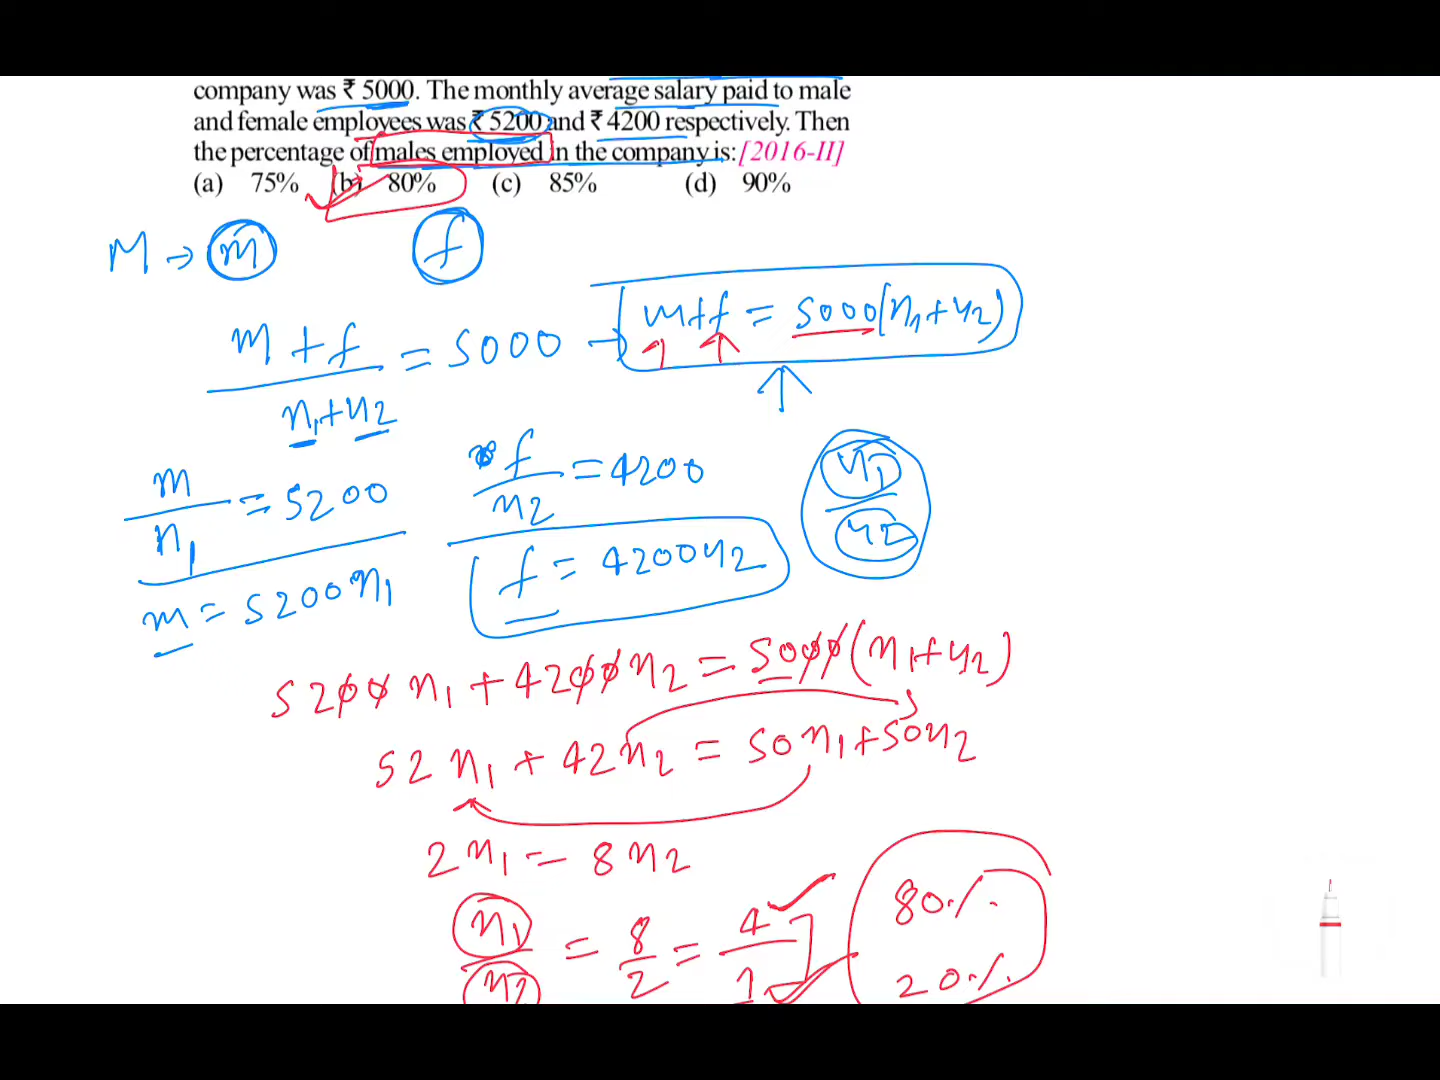 company was ₹ 5000. The monthly average salary paid to male
and female employees was ₹ 5200 and ₹ 4200 respectively. Then
the percentage of males employed in the company is: [2016-II]
(a) 75% (b) 80% (c) 85% (d) 90%
M → m f
m + f / n1 + n2 = 5000 → m + f = 5000 (n1 + n2)
m / n1 = 5200 f / n2 = 4200 n1 / n2
m = 5200 n1 f = 4200 n2
5200 n1 + 4200 n2 = 5000 (n1 + n2)
52 n1 + 42 n2 = 50 n1 + 50 n2
2 n1 = 8 n2
n1 / n2 = 8 / 2 = 4 / 1 80%
20%